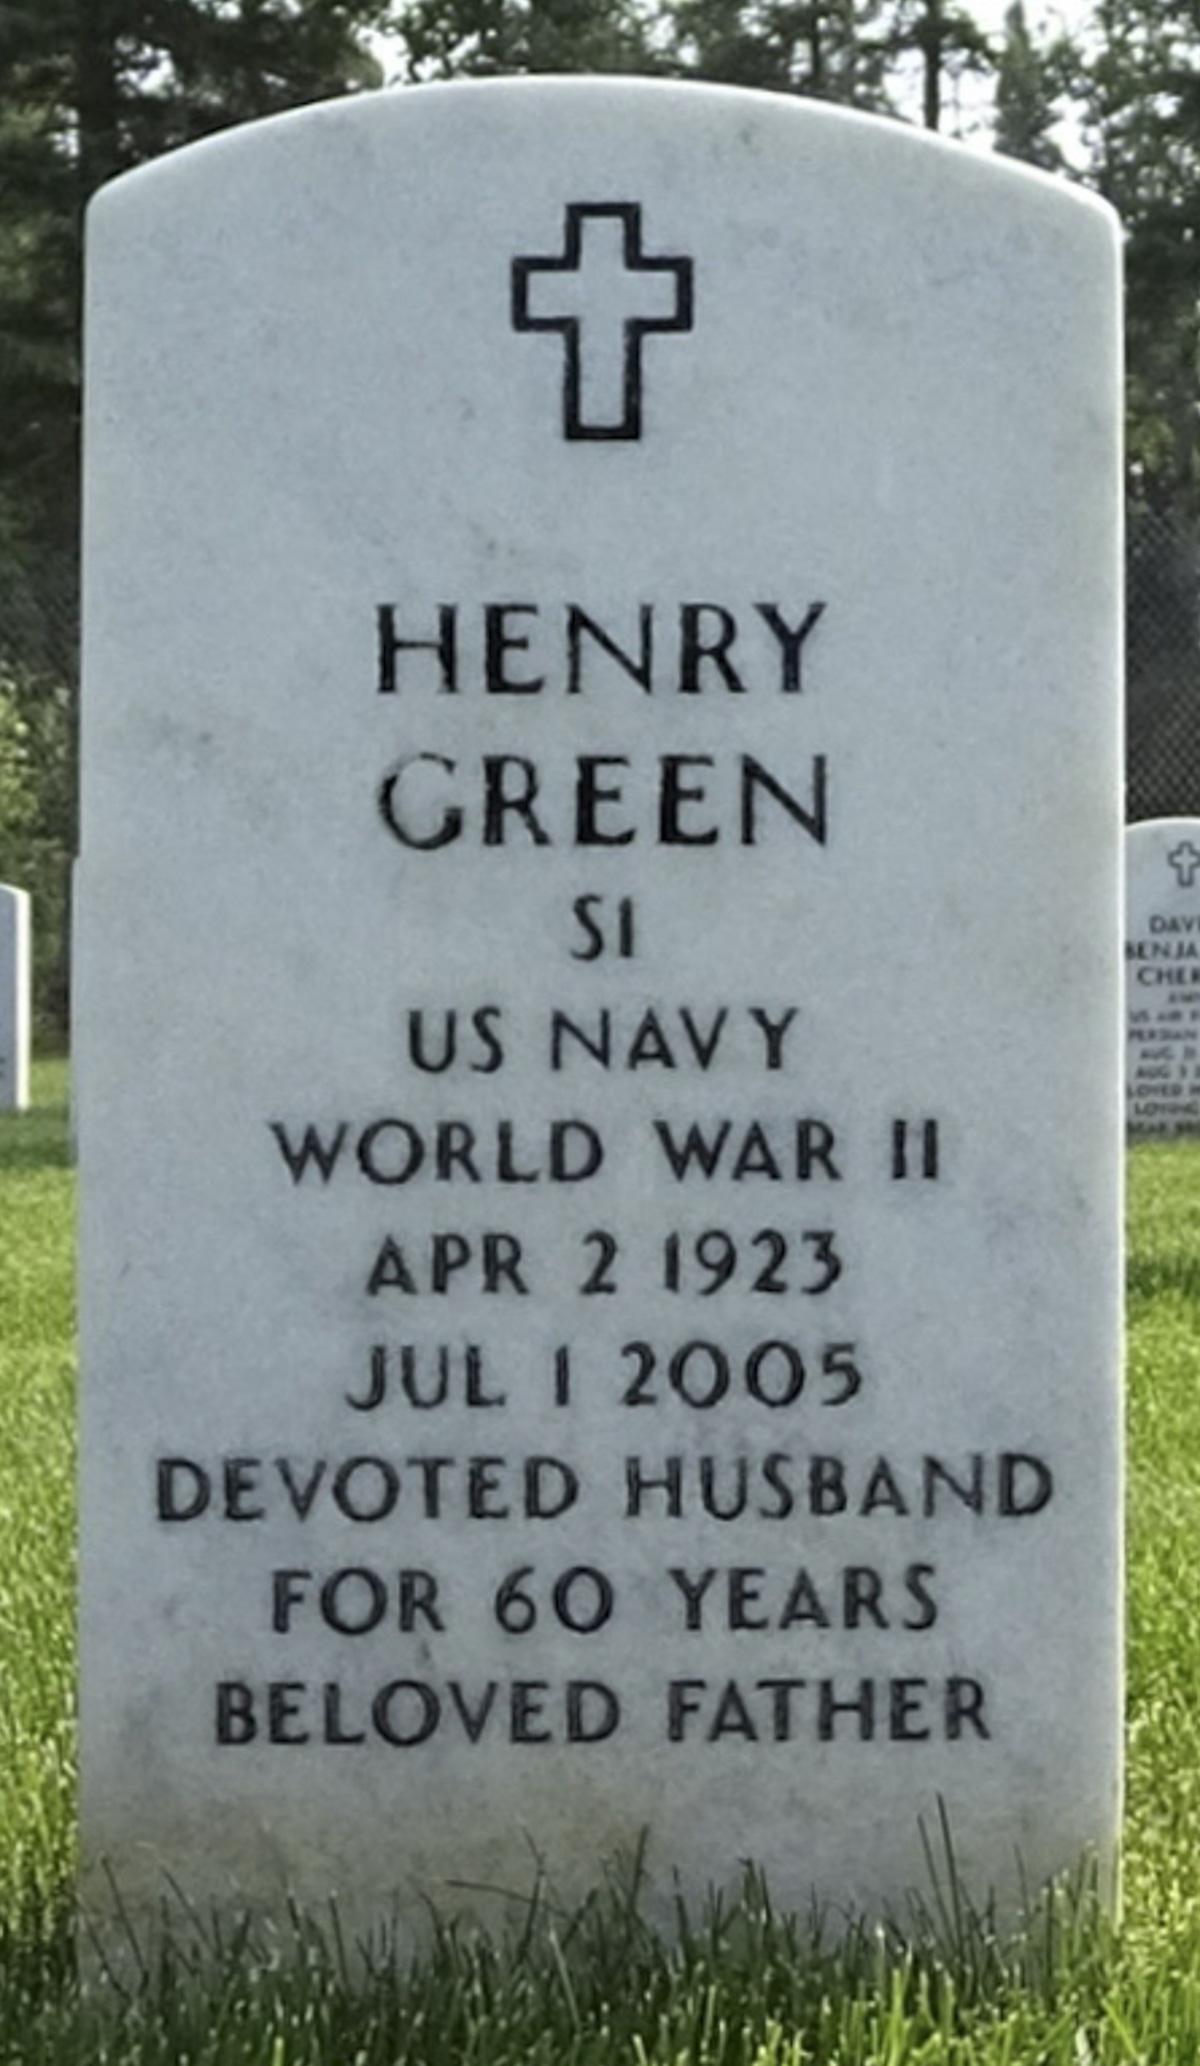 HENRY
GREEN
S1
US NAVY
WORLD WAR II
APR 2 1923
JUL 1 2005
DEVOTED HUSBAND
FOR 60 YEARS
BELOVED FATHER